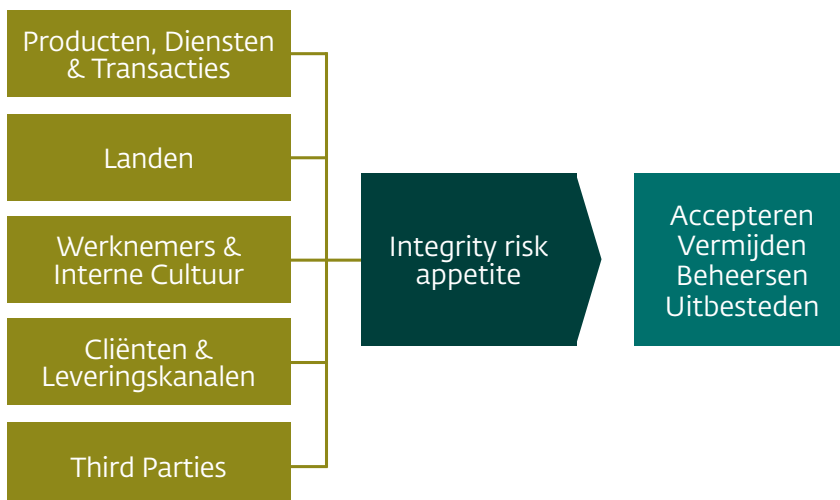 Producten, Diensten
& Transacties
Landen
Werknemers &
Interne Cultuur
Cliënten &
Leveringskanalen
Third Parties
Integrity risk
appetite
Accepteren
Vermijden
Beheersen
Uitbesteden